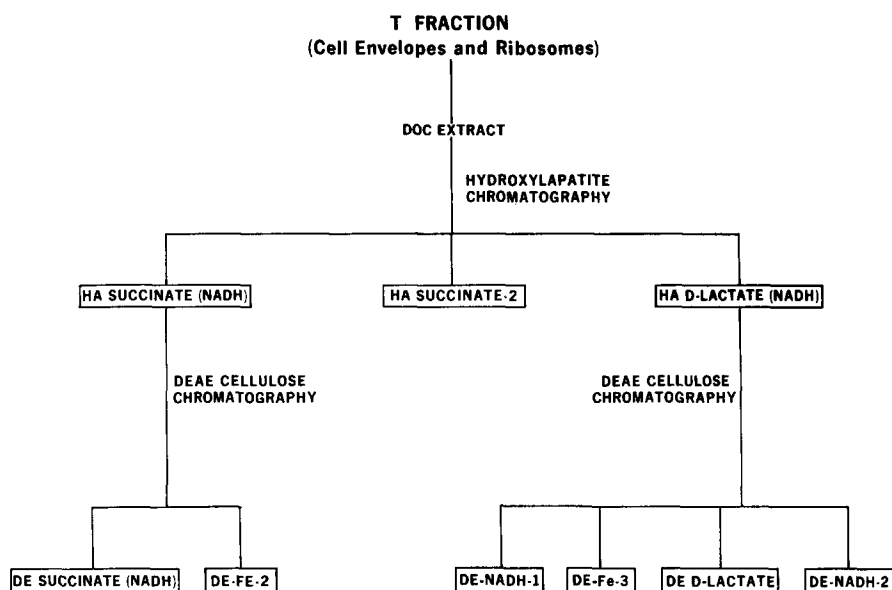 T FRACTION
(Cell Envelopes and Ribosomes)
DOC EXTRACT
HYDROXYLAPATITE
CHROMATOGRAPHY
HA SUCCINATE (NADH)
HA SUCCINATE-2
HA D-LACTATE (NADH)
DEAE CELLULOSE
CHROMATOGRAPHY
DEAE CELLULOSE
CHROMATOGRAPHY
DE SUCCINATE (NADH)
DE-FE-2
DE-NADH-1
DE-Fe-3
DE D-LACTATE
DE-NADH-2